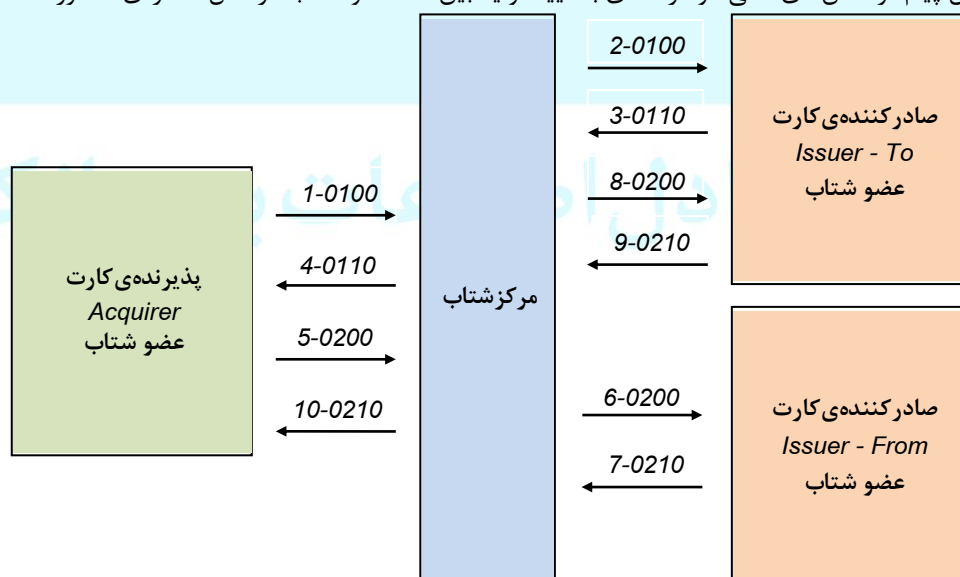 2-0100
3-0110
8-0200
9-0210
صادرکننده‌ی کارت
Issuer - To
عضو شتاب
1-0100
4-0110
5-0200
10-0210
پذیرنده‌ی کارت
Acquirer
عضو شتاب
مرکز شتاب
6-0200
7-0210
صادرکننده‌ی کارت
Issuer - From
عضو شتاب